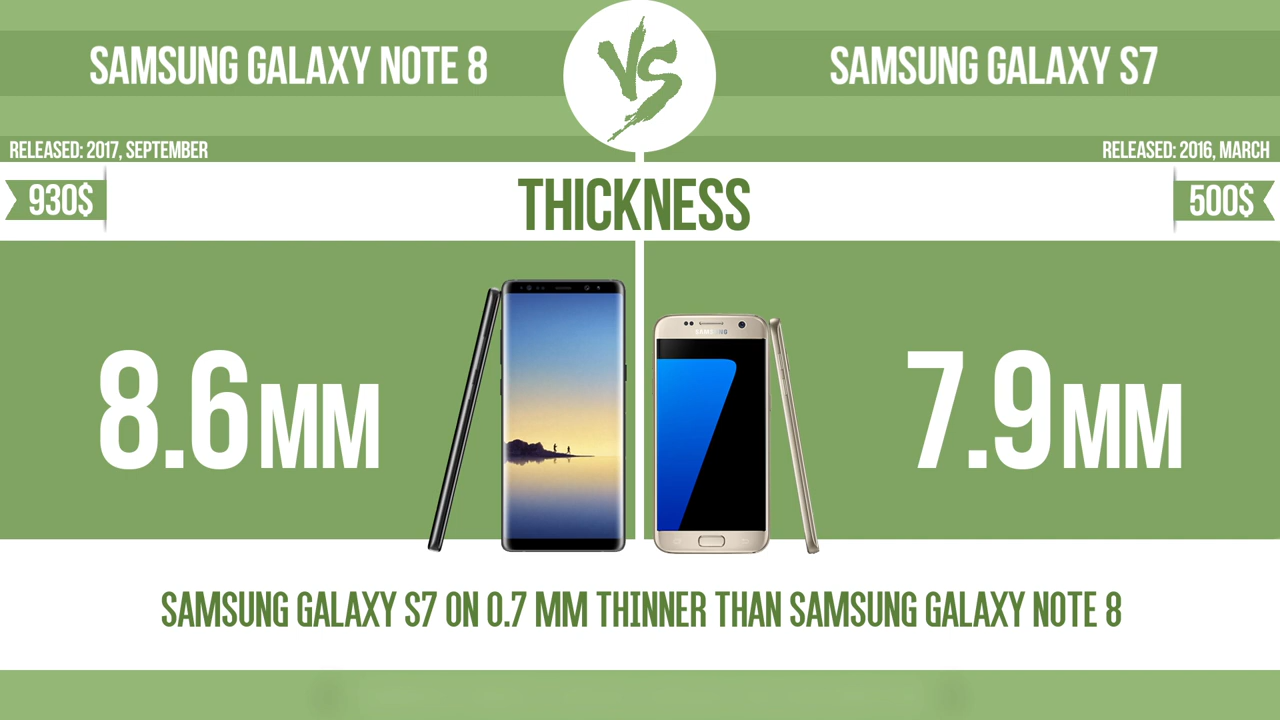 SAMSUNG GALAXY NOTE 8
VS
SAMSUNG GALAXY S7
RELEASED: 2017, SEPTEMBER
RELEASED: 2016, MARCH
930$
THICKNESS
500$
8.6MM
7.9MM
SAMSUNG
SAMSUNG GALAXY S7 ON 0.7 MM THINNER THAN SAMSUNG GALAXY NOTE 8